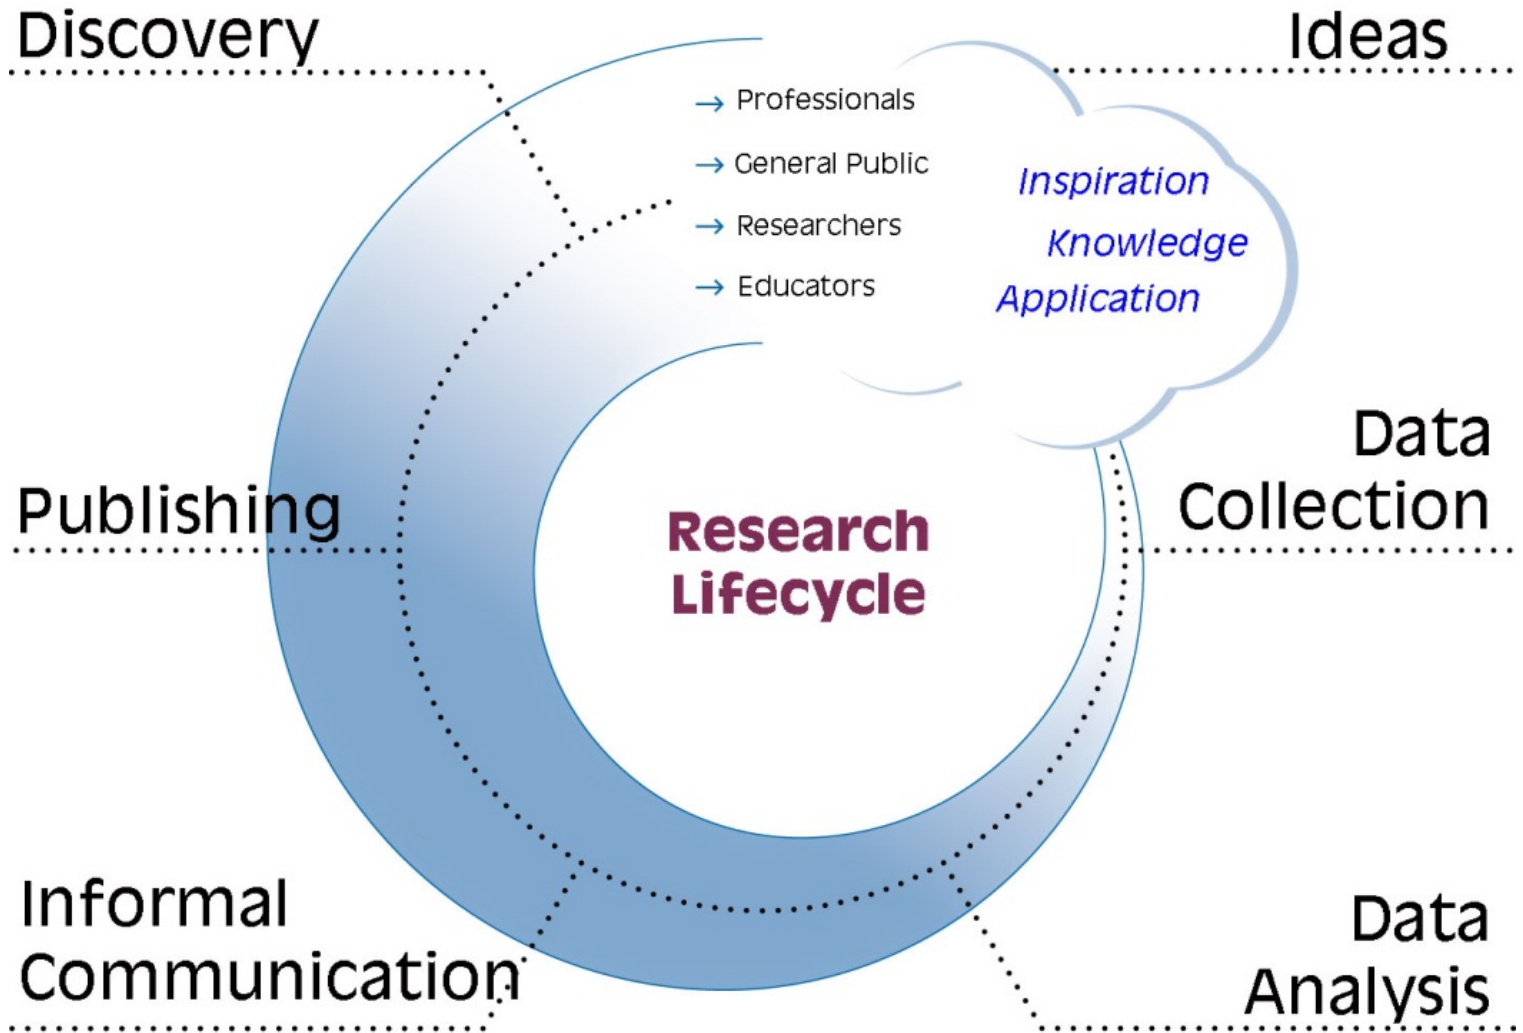 Discovery
Ideas
→ Professionals
→ General Public
→ Researchers
→ Educators
Inspiration
Knowledge
Application
Data
Collection
Publishing
Research
Lifecycle
Informal
Communication
Data
Analysis